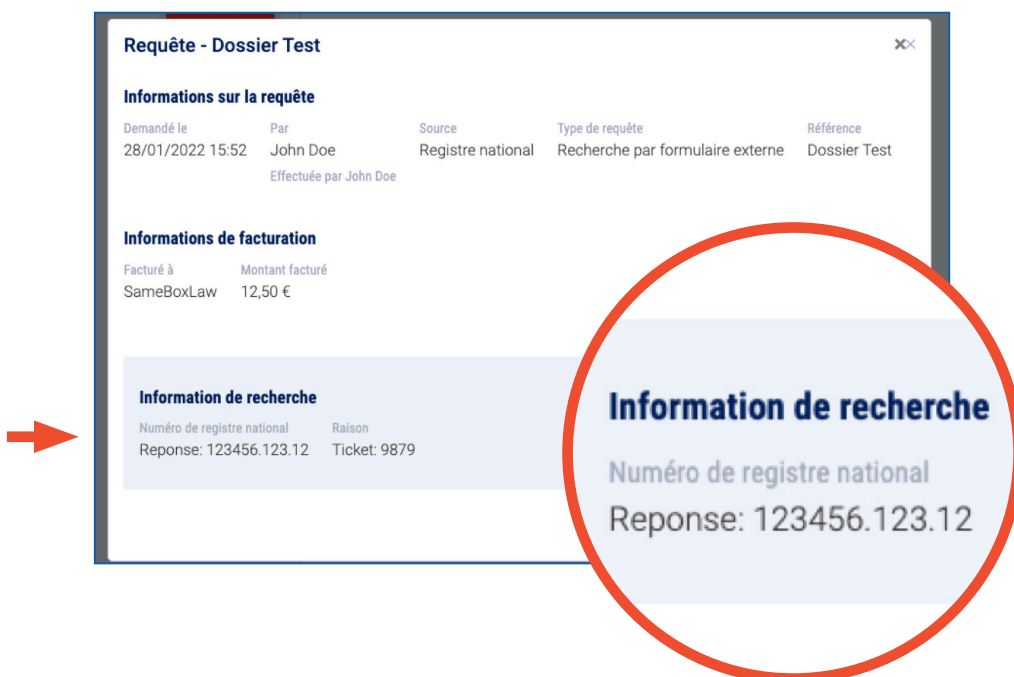 Requête - Dossier Test
Informations sur la requête
Demandé le Par Source Type de requête Référence
28/01/2022 15:52 John Doe Registre national Recherche par formulaire externe Dossier Test
Effectuée par John Doe
Informations de facturation
Facturé à Montant facturé
SameBoxLaw 12,50 €
Information de recherche
Numéro de registre national Raison
Reponse: 123456.123.12 Ticket: 9879
Information de recherche
Numéro de registre national
Reponse: 123456.123.12